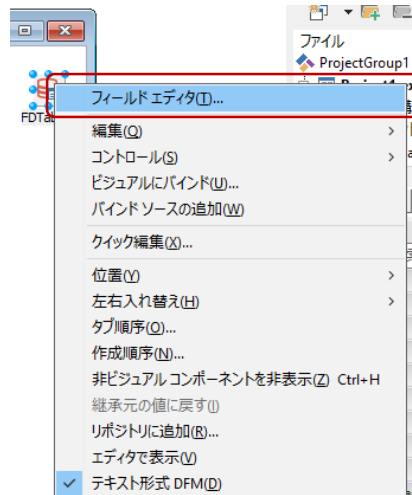 ファイル
ProjectGroup1
FDTa
フィールド エディタ(T)...
編集(Q)
コントロール(S)
ビジュアルにバインド(U)...
バインド ソースの追加(W)
クイック編集(X)...
位置(Y)
左右入れ替え(H)
タブ順序(O)...
作成順序(N)...
非ビジュアル コンポーネントを非表示(Z) Ctrl+H
継承元の値に戻す(I)
リポジトリに追加(R)...
エディタで表示(V)
テキスト形式 DFM(D)